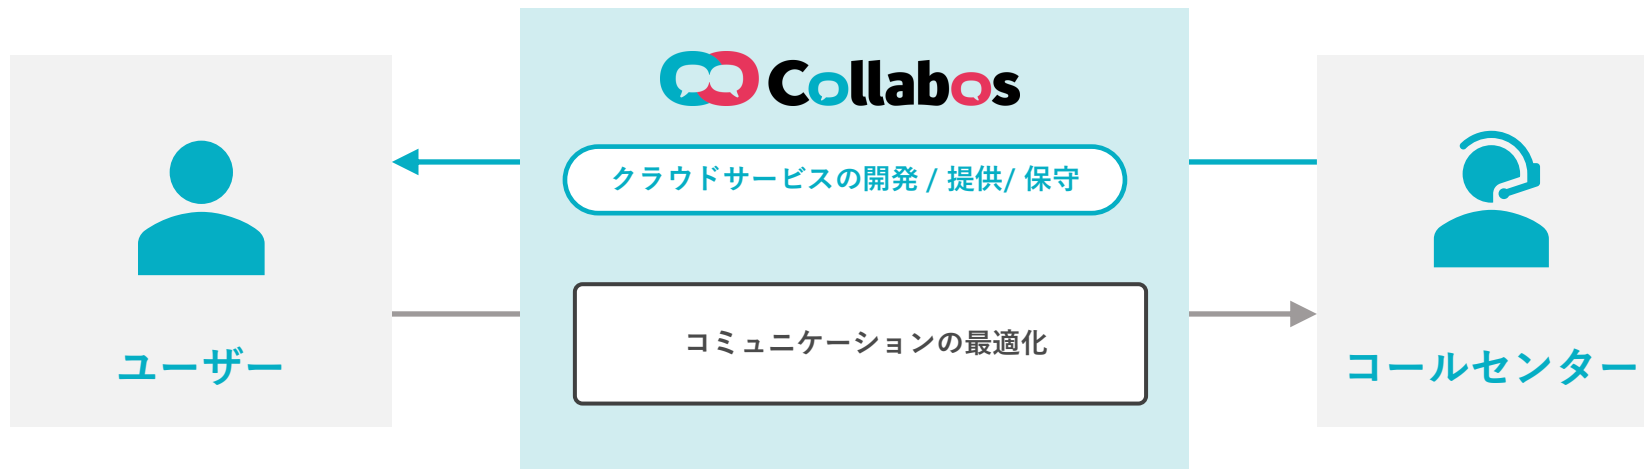 Collabos
クラウドサービスの開発 / 提供/ 保守
コミュニケーションの最適化
ユーザー
コールセンター